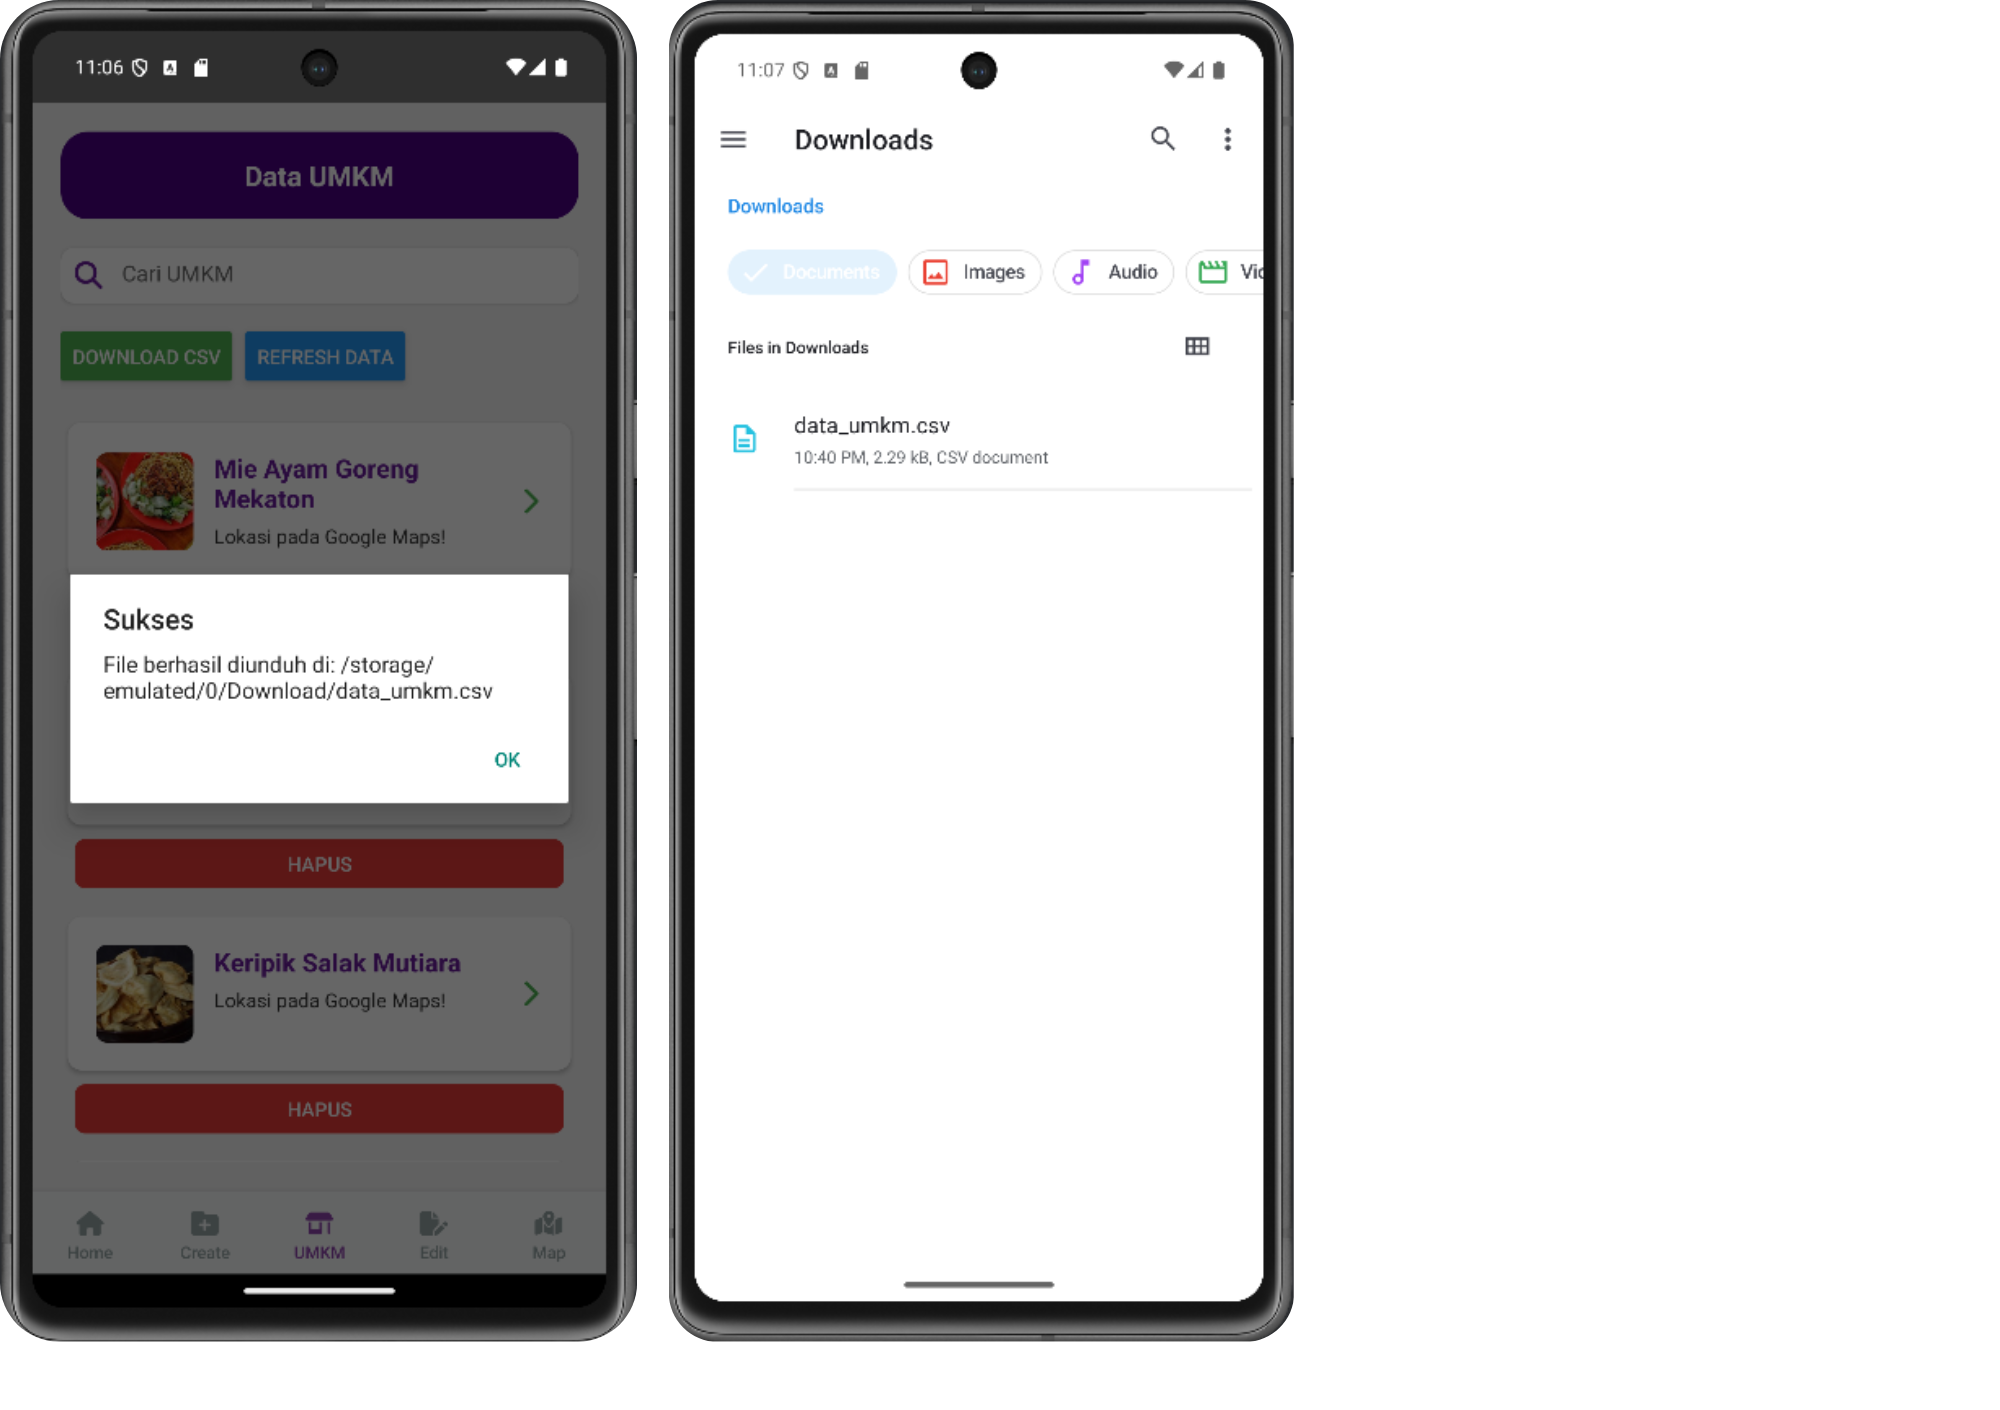 11:06
Data UMKM
Cari UMKM
DOWNLOAD CSV
REFRESH DATA
Mie Ayam Goreng
Mekaton
Lokasi pada Google Maps!
Sukses
File berhasil diunduh di: /storage/
emulated/0/Download/data_umkm.csv
OK
HAPUS
Keripik Salak Mutiara
Lokasi pada Google Maps!
HAPUS
Home
Create
UMKM
Edit
Map
11:07
Downloads
Downloads
Documents
Images
Audio
Vic
Files in Downloads
data_umkm.csv
10:40 PM, 2.29 kB, CSV document